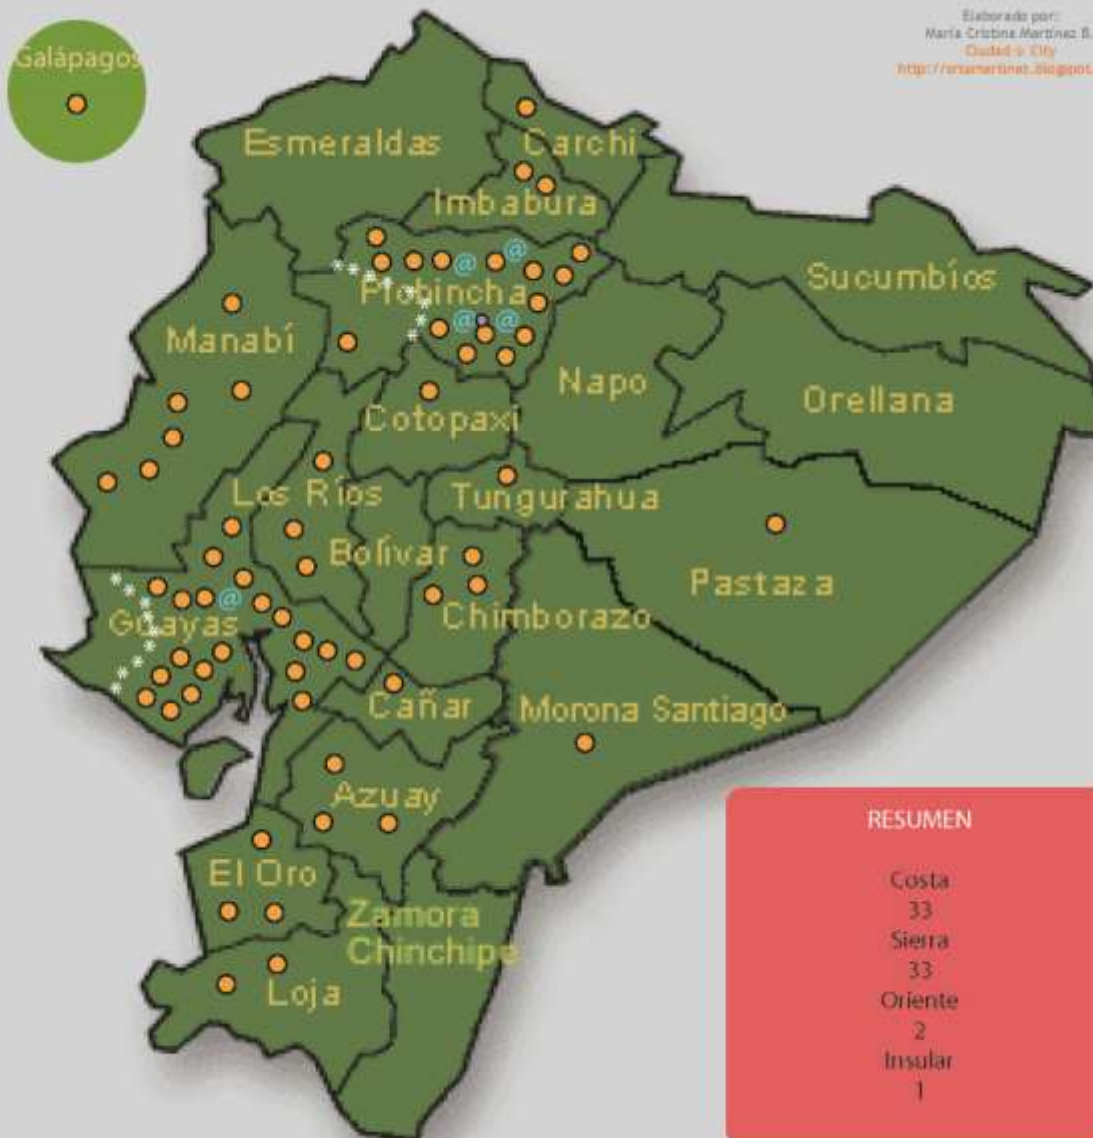 Galápagos
Elaborado por:
María Cristina Martínez B.
Ciudad & City
Esmeraldas
Carchi
Imbabura
Sucumbíos
Pichincha
@
@
@ @
Manabí
Napo
Orellana
Cotopaxi
Los Ríos
Tungurahua
Bolívar
Pastaza
@
Chimborazo
Guayas
Cañar
Morona Santiago
Azuay
El Oro
Zamora
Chinchipe
Loja
RESUMEN
Costa
33
Sierra
33
Oriente
2
Insular
1